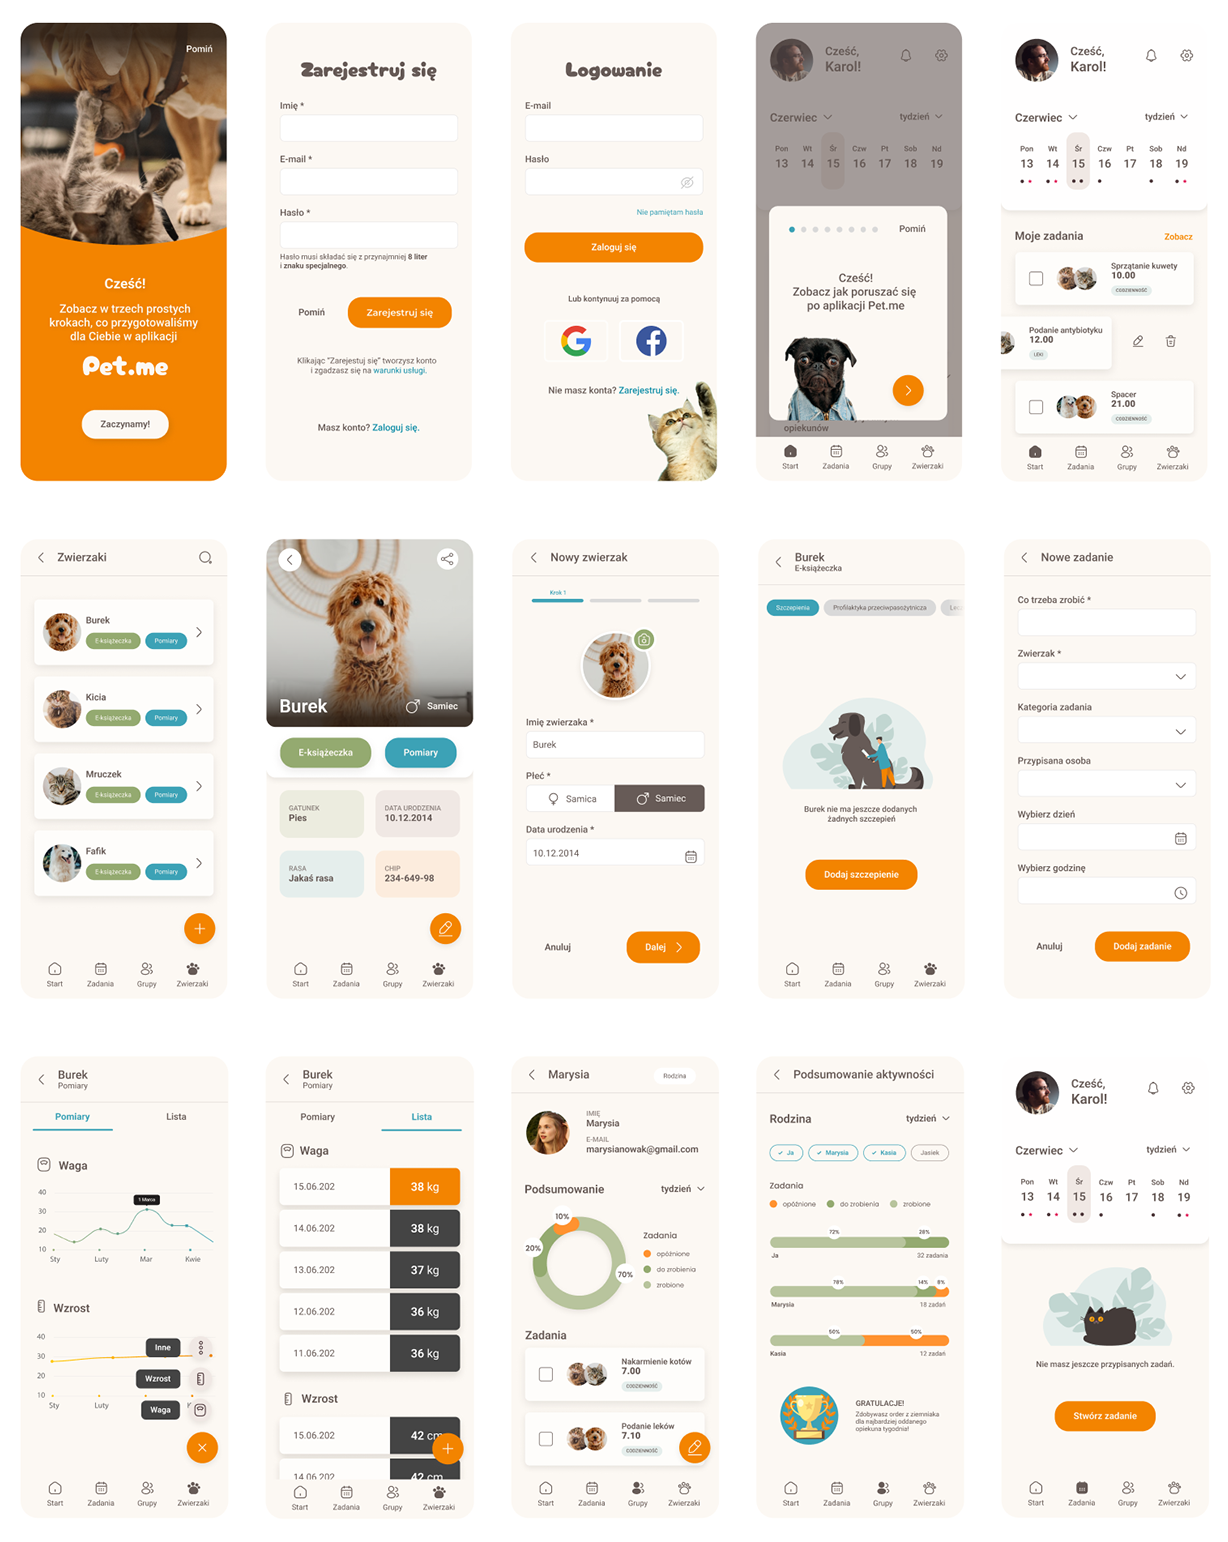 Pomiń
Cześć!
Zobacz w trzech prostych
krokach, co przygotowaliśmy
dla Ciebie w aplikacji
Pet.me
Zaczynamy!
Zarejestruj się
Imię *
E-mail *
Hasło *
Hasło musi składać się z przynajmniej 8 liter
i znaku specjalnego.
Pomiń
Zarejestruj się
Klikając "Zarejestuj się" tworzysz konto
i zgadzasz się na warunki usługi.
Masz konto? Zaloguj się.
Logowanie
E-mail
Hasło
Nie pamiętam hasła
Zaloguj się
Lub kontynuuj za pomocą
Nie masz konta? Zarejestruj się.
Cześć,
Karol!
Czerwiec
tydzień
Pon Wt Śr Czw Pt Sob Nd
13 14 15 16 17 18 19
Pomiń
Cześć!
Zobacz jak poruszać się
po aplikacji Pet.me
opiekunów
Start Zadania Grupy Zwierzaki
Cześć,
Karol!
Czerwiec
tydzień
Pon Wt Śr Czw Pt Sob Nd
13 14 15 16 17 18 19
Moje zadania
Zobacz
Sprzątanie kuwety
10.00
CODZIENNOŚĆ
Podanie antybiotyku
12.00
LEKI
Spacer
21.00
CODZIENNOŚĆ
Start Zadania Grupy Zwierzaki
Zwierzaki
Burek
E-książeczka Pomiary
Kicia
E-książeczka Pomiary
Mruczek
E-książeczka Pomiary
Fafik
E-książeczka Pomiary
Start Zadania Grupy Zwierzaki
Burek
Samiec
E-książeczka
Pomiary
GATUNEK
Pies
DATA URODZENIA
10.12.2014
RASA
Jakaś rasa
CHIP
234-649-98
Start Zadania Grupy Zwierzaki
Nowy zwierzak
Krok 1
Imię zwierzaka *
Burek
Płeć *
Samica
Samiec
Data urodzenia *
10.12.2014
Anuluj
Dalej
Burek
E-książeczka
Szczepienia
Profilaktyka przeciwpasożytnicza
Burek nie ma jeszcze dodanych
żadnych szczepień
Dodaj szczepienie
Start Zadania Grupy Zwierzaki
Nowe zadanie
Co trzeba zrobić *
Zwierzak *
Kategoria zadania
Przypisana osoba
Wybierz dzień
Wybierz godzinę
Anuluj
Dodaj zadanie
Burek
Pomiary
Pomiary
Lista
Waga
40
30
20
10
1 Marca
Sty Luty Mar Kwie
Wzrost
40
30
20
10
Sty Luty
Inne
Wzrost
Waga
Start Zadania Grupy Zwierzaki
Burek
Pomiary
Pomiary
Lista
Waga
15.06.202 38 kg
14.06.202 38 kg
13.06.202 37 kg
12.06.202 36 kg
11.06.202 36 kg
Wzrost
15.06.202 42 cm
14.06.202 42 cm
Start Zadania Grupy Zwierzaki
Marysia
Rodzina
IMIĘ
Marysia
E-MAIL
marysianowak@gmail.com
Podsumowanie
tydzień
10%
20%
70%
Zadania
opóźnione
do zrobienia
zrobione
Zadania
Nakarmienie kotów
7.00
CODZIENNOŚĆ
Podanie leków
7.10
CODZIENNOŚĆ
Start Zadania Grupy Zwierzaki
Podsumowanie aktywności
Rodzina
tydzień
Ja
Marysia
Kasia
Jasiek
Zadania
opóźnione do zrobienia zrobione
72% 28%
Ja 32 zadania
78% 14% 8%
Marysia 18 zadań
50% 50%
Kasia 12 zadań
GRATULACJE!
Zdobywasz order z ziemniaka
dla najbardziej oddanego
opiekuna tygodnia!
Start Zadania Grupy Zwierzaki
Cześć,
Karol!
Czerwiec
tydzień
Pon Wt Śr Czw Pt Sob Nd
13 14 15 16 17 18 19
Nie masz jeszcze przypisanych zadań.
Stwórz zadanie
Start Zadania Grupy Zwierzaki